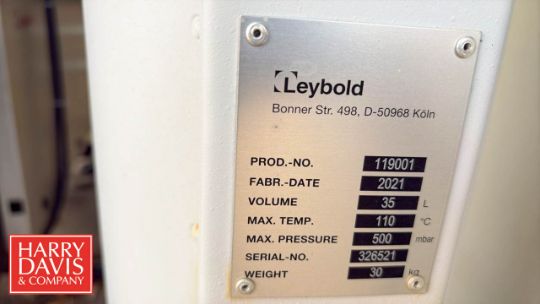 Leybold
Bonner Str. 498, D-50968 Köln
PROD.-NO. 119001
FABR.-DATE 2021
VOLUME 35 L
MAX. TEMP. 110 °C
MAX. PRESSURE 500 mbar
SERIAL-NO. 326521
WEIGHT 30 kg
HARRY
DAVIS
& COMPANY